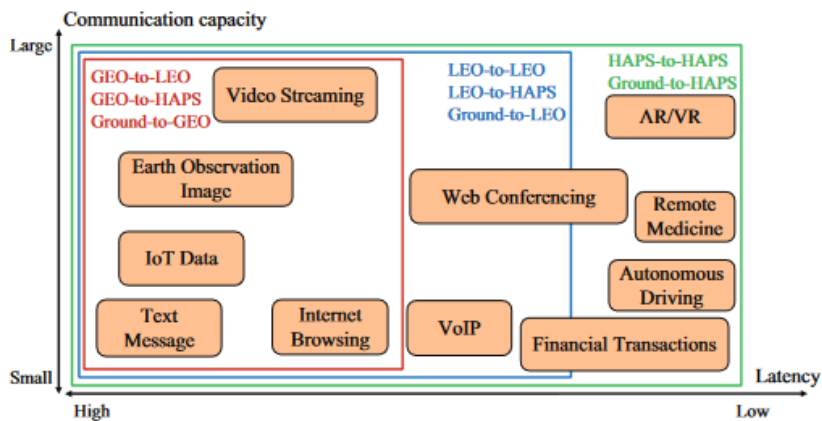 Communication capacity
Large
GEO-to-LEO
GEO-to-HAPS
Ground-to-GEO
Video Streaming
LEO-to-LEO
LEO-to-HAPS
Ground-to-LEO
HAPS-to-HAPS
Ground-to-HAPS
AR/VR
Earth Observation
Image
Web Conferencing
Remote
Medicine
IoT Data
Autonomous
Driving
Text
Message
Internet
Browsing
VoIP
Financial Transactions
Small
Latency
High
Low